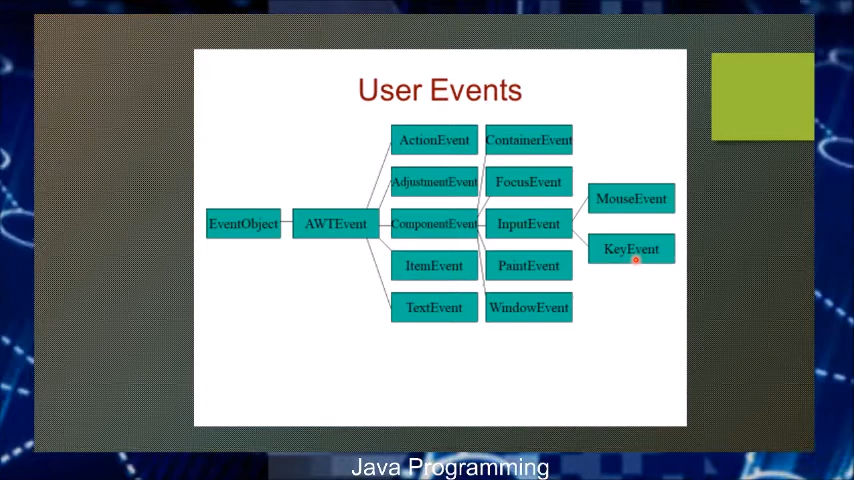 User Events
ActionEvent ContainerEvent
AdjustmentEvent FocusEvent
MouseEvent
EventObject AWTEvent ComponentEvent InputEvent
KeyEvent
ItemEvent PaintEvent
TextEvent WindowEvent
Java Programming